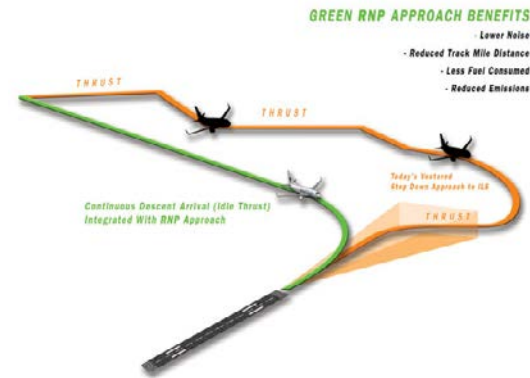 GREEN RNP APPROACH BENEFITS
- Lower Noise
- Reduced Track Mile Distance
- Less Fuel Consumed
- Reduced Emissions
THRUST
THRUST
Today's Vectored
Step Down Approach to ILS
Continuous Descent Arrival (Idle Thrust)
Integrated With RNP Approach
THRUST